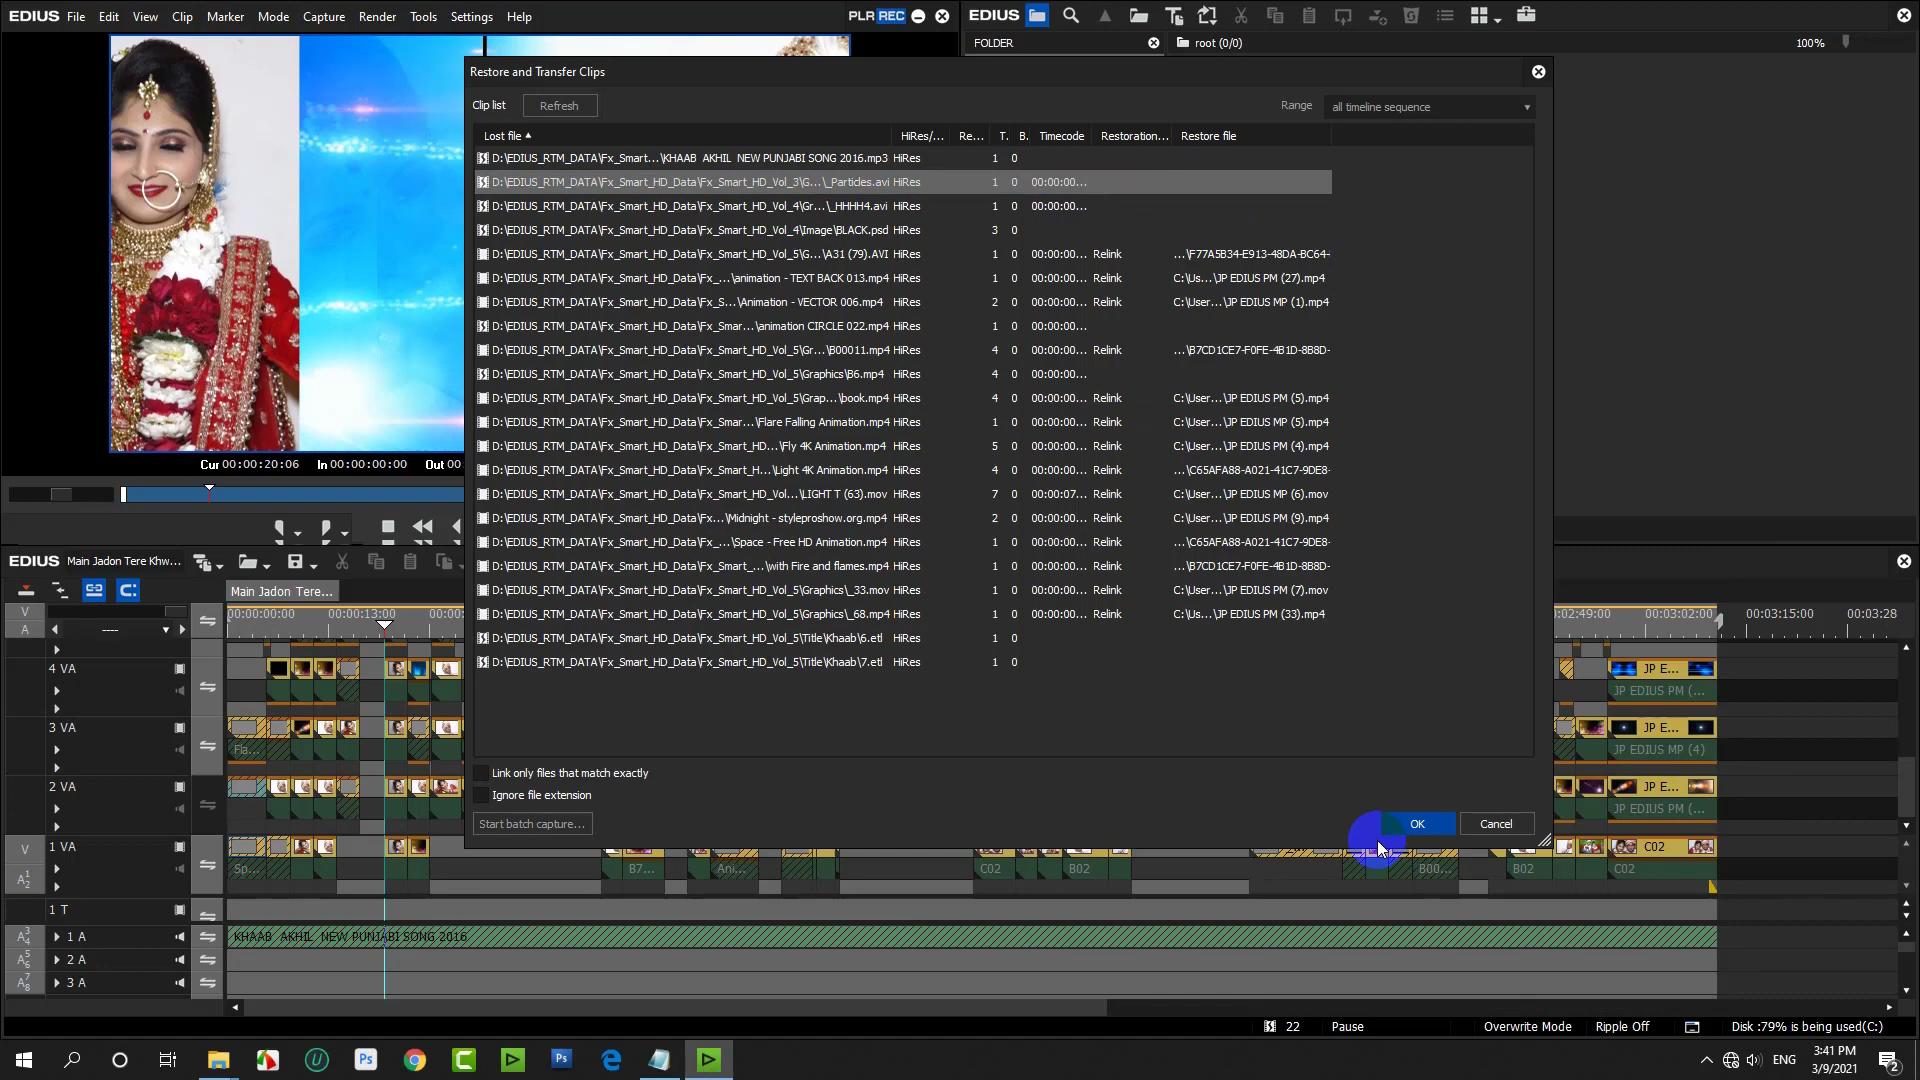 EDIUS File Edit View Clip Marker Mode Capture Render Tools Settings Help
PLR REC
EDIUS
FOLDER
root (0/0)
100%
Restore and Transfer Clips
Clip list Refresh
Range all timeline sequence
Lost file HiRes/... Re... T. B. Timecode Restoration... Restore file
D:\EDIUS_RTM_DATA\Fx_Smart...\KHAAB AKHIL NEW PUNJABI SONG 2016.mp3 HiRes 1 0
D:\EDIUS_RTM_DATA\Fx_Smart_HD_Data\Fx_Smart_HD_Vol_3\G...\_Particles.avi HiRes 1 0 00:00:00...
D:\EDIUS_RTM_DATA\Fx_Smart_HD_Data\Fx_Smart_HD_Vol_4\Gr...\_HHHH4.avi HiRes 1 0 00:00:00...
D:\EDIUS_RTM_DATA\Fx_Smart_HD_Data\Fx_Smart_HD_Vol_4\Image\BLACK.psd HiRes 3 0
D:\EDIUS_RTM_DATA\Fx_Smart_HD_Data\Fx_Smart_HD_Vol_5\G...\A31 (79).AVI HiRes 1 0 00:00:00... Relink ...\F77A5B34-E913-48DA-BC64-
D:\EDIUS_RTM_DATA\Fx_Smart_HD_Data\Fx_...\animation - TEXT BACK 013.mp4 HiRes 1 0 00:00:00... Relink C:\Us...\JP EDIUS PM (27).mp4
D:\EDIUS_RTM_DATA\Fx_Smart_HD_Data\Fx_S...\Animation - VECTOR 006.mp4 HiRes 2 0 00:00:00... Relink C:\User...\JP EDIUS MP (1).mp4
D:\EDIUS_RTM_DATA\Fx_Smart_HD_Data\Fx_Smar...\animation CIRCLE 022.mp4 HiRes 1 0 00:00:00...
D:\EDIUS_RTM_DATA\Fx_Smart_HD_Data\Fx_Smart_HD_Vol_5\Gr...\B00011.mp4 HiRes 4 0 00:00:00... Relink ...\B7CD1CE7-F0FE-4B1D-8B8D-
D:\EDIUS_RTM_DATA\Fx_Smart_HD_Data\Fx_Smart_HD_Vol_5\Graphics\B6.mp4 HiRes 4 0 00:00:00...
D:\EDIUS_RTM_DATA\Fx_Smart_HD_Data\Fx_Smart_HD_Vol_5\Grap...\book.mp4 HiRes 4 0 00:00:00... Relink C:\User...\JP EDIUS PM (5).mp4
D:\EDIUS_RTM_DATA\Fx_Smart_HD_Data\Fx_Smar...\Flare Falling Animation.mp4 HiRes 1 0 00:00:00... Relink C:\User...\JP EDIUS MP (5).mp4
D:\EDIUS_RTM_DATA\Fx_Smart_HD_Data\Fx_Smart_HD...\Fly 4K Animation.mp4 HiRes 5 0 00:00:00... Relink C:\User...\JP EDIUS PM (4).mp4
D:\EDIUS_RTM_DATA\Fx_Smart_HD_Data\Fx_Smart_H...\Light 4K Animation.mp4 HiRes 4 0 00:00:00... Relink ...\C65AFA88-A021-41C7-9DE8-
D:\EDIUS_RTM_DATA\Fx_Smart_HD_Data\Fx_Smart_HD_Vol...\LIGHT T (63).mov HiRes 7 0 00:00:07... Relink C:\User...\JP EDIUS MP (6).mov
D:\EDIUS_RTM_DATA\Fx_Smart_HD_Data\Fx...\Midnight - styleproshow.org.mp4 HiRes 2 0 00:00:00... Relink C:\User...\JP EDIUS PM (9).mp4
D:\EDIUS_RTM_DATA\Fx_Smart_HD_Data\Fx_...\Space - Free HD Animation.mp4 HiRes 1 0 00:00:00... Relink ...\C65AFA88-A021-41C7-9DE8-
D:\EDIUS_RTM_DATA\Fx_Smart_HD_Data\Fx_Smart_...\with Fire and flames.mp4 HiRes 1 0 00:00:00... Relink ...\B7CD1CE7-F0FE-4B1D-8B8D-
D:\EDIUS_RTM_DATA\Fx_Smart_HD_Data\Fx_Smart_HD_Vol_5\Graphics\_33.mov HiRes 1 0 00:00:00... Relink C:\User...\JP EDIUS PM (7).mov
D:\EDIUS_RTM_DATA\Fx_Smart_HD_Data\Fx_Smart_HD_Vol_5\Graphics\_68.mp4 HiRes 1 0 00:00:00... Relink C:\Us...\JP EDIUS PM (33).mp4
D:\EDIUS_RTM_DATA\Fx_Smart_HD_Data\Fx_Smart_HD_Vol_5\Title\Khaab\6.etl HiRes 1 0
D:\EDIUS_RTM_DATA\Fx_Smart_HD_Data\Fx_Smart_HD_Vol_5\Title\Khaab\7.etl HiRes 1 0
Link only files that match exactly
Ignore file extension
Start batch capture...
OK Cancel
Cur 00:00:20:06 In 00:00:00:00 Out 00
EDIUS Main Jadon Tere Khw...
Main Jadon Tere...
V
A
----
00:00:00:00 00:00:13:00
02:49:00 00:03:02:00 00:03:15:00 00:03:28
4 VA
JP E...
JP EDIUS PM (...
3 VA
JP E...
Fla...
JP EDIUS MP (4)
2 VA
JP E...
JP EDIUS PM (...
V
1 VA
C02
A12
Sp...
B7...
Ani...
C02
B02
B00...
B02
C02
1 T
A34 1 A
KHAAB AKHIL NEW PUNJABI SONG 2016
A56 2 A
A78 3 A
22 Pause Overwrite Mode Ripple Off Disk :79% is being used(C:)
Ps
Ps
ENG
3:41 PM
3/9/2021
2